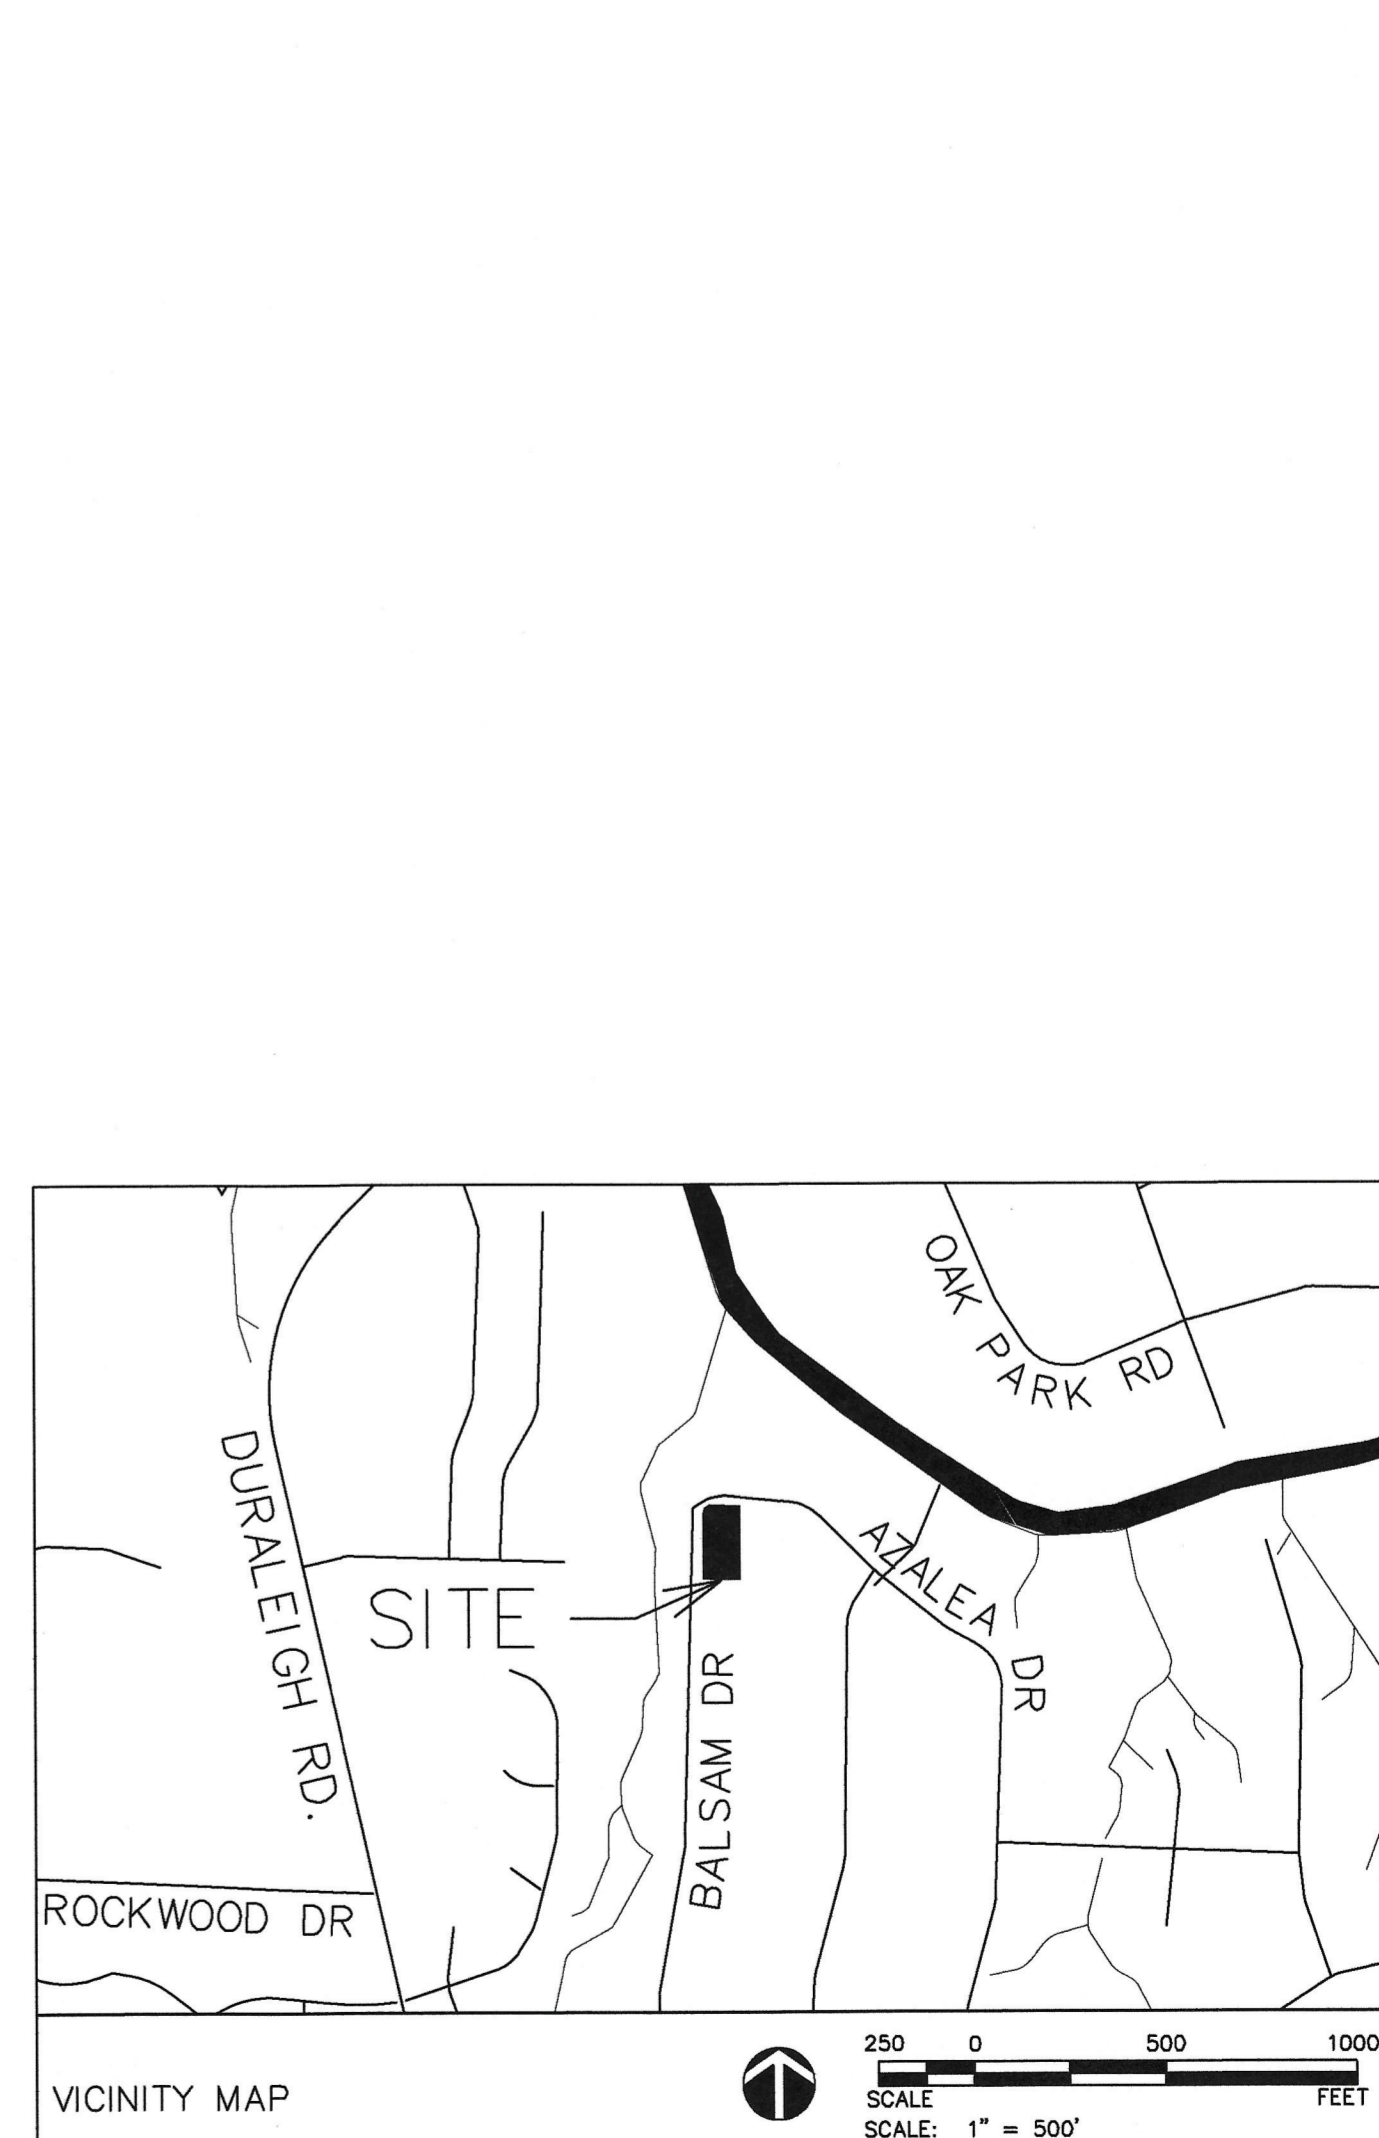 OAK PARK RD
DURALEIGH RD.
AZALEA DR
SITE
BALSAM DR
ROCKWOOD DR
VICINITY MAP
250 0 500 1000
SCALE FEET
SCALE: 1" = 500'